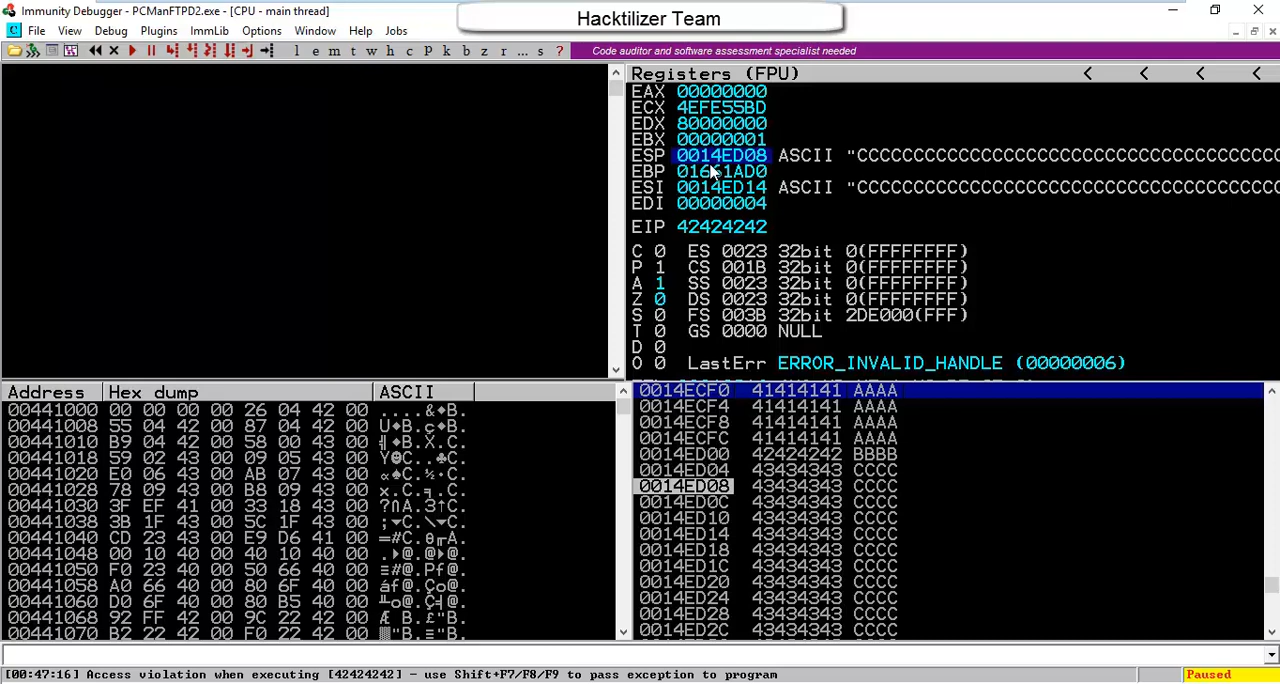 Immunity Debugger - PCManFTPD2.exe - [CPU - main thread]
Hacktilizer Team
C File View Debug Plugins ImmLib Options Window Help Jobs
l e m t w h c p k b z r ... s ? Code auditor and software assessment specialist needed
Registers (FPU) < < < <
EAX 00000000
ECX 4EFE55BD
EDX 80000000
EBX 00000001
ESP 0014ED08 ASCII "CCCCCCCCCCCCCCCCCCCCCCCCCCCCCCCCCCCCC
EBP 1AD0
ESI 0014ED14 ASCII "CCCCCCCCCCCCCCCCCCCCCCCCCCCCCCCCCCCCC
EDI 00000004
EIP 42424242
C 0 ES 0023 32bit 0(FFFFFFFF)
P 1 CS 001B 32bit 0(FFFFFFFF)
A 1 SS 0023 32bit 0(FFFFFFFF)
Z 0 DS 0023 32bit 0(FFFFFFFF)
S 0 FS 003B 32bit 2DE000(FFF)
T 0 GS 0000 NULL
D 0
O 0 LastErr ERROR_INVALID_HANDLE (00000006)
Address Hex dump ASCII
00441000 00 00 00 00 26 04 42 00 ....&♦B.
00441008 55 04 42 00 87 04 42 00 U♦B.ç♦B.
00441010 B9 04 42 00 58 00 43 00 ╣♦B.X.C.
00441018 59 02 43 00 09 05 43 00 Y☻C..♣C.
00441020 E0 06 43 00 AB 07 43 00 α♠C.½·C.
00441028 78 09 43 00 B8 09 43 00 x.C.╕.C.
00441030 3F EF 41 00 33 18 43 00 ?∩A.3↑C.
00441038 3B 1F 43 00 5C 1F 43 00 ;▼C.\▼C.
00441040 CD 23 43 00 E9 D6 41 00 ═#C.θ╓A.
00441048 00 10 40 00 40 10 40 00 .►@.@►@.
00441050 F0 23 40 00 50 66 40 00 ≡#@.Pf@.
00441058 A0 66 40 00 80 6F 40 00 áf@.Ço@.
00441060 D0 6F 40 00 80 B5 40 00 ╨o@.Ç╡@.
00441068 92 FF 42 00 9C 22 42 00 Æ B.£"B.
00441070 B2 22 42 00 F0 22 42 00 ▓"B.≡"B.
0014ECF0 41414141 AAAA
0014ECF4 41414141 AAAA
0014ECF8 41414141 AAAA
0014ECFC 41414141 AAAA
0014ED00 42424242 BBBB
0014ED04 43434343 CCCC
0014ED08 43434343 CCCC
0014ED0C 43434343 CCCC
0014ED10 43434343 CCCC
0014ED14 43434343 CCCC
0014ED18 43434343 CCCC
0014ED1C 43434343 CCCC
0014ED20 43434343 CCCC
0014ED24 43434343 CCCC
0014ED28 43434343 CCCC
0014ED2C 43434343 CCCC
[00:47:16] Access violation when executing [42424242] - use Shift+F7/F8/F9 to pass exception to program
Paused